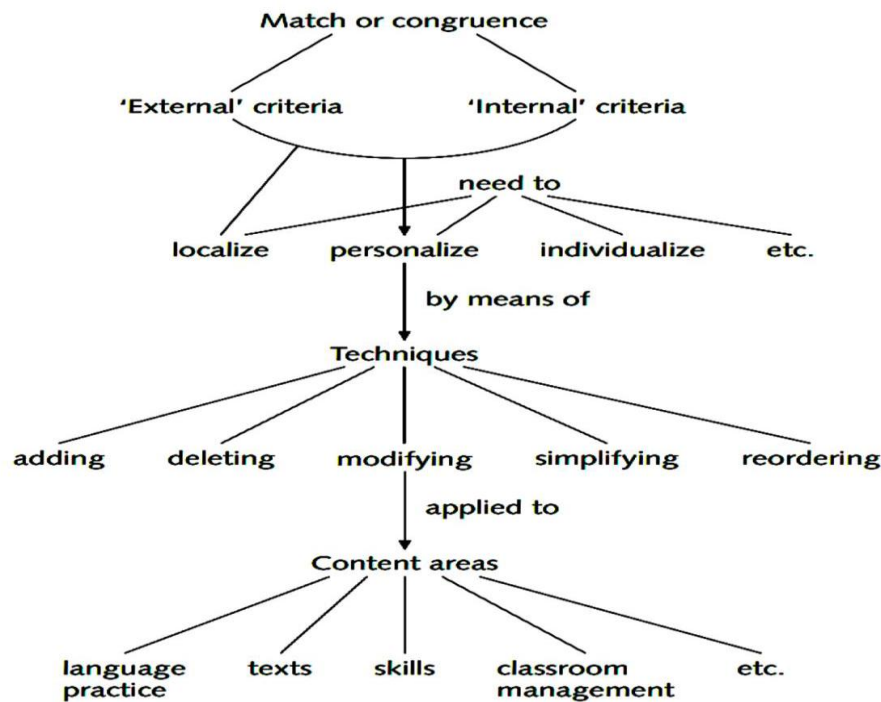 Match or congruence
‘External’ criteria ‘Internal’ criteria
need to
localize personalize individualize etc.
by means of
Techniques
adding deleting modifying simplifying reordering
applied to
Content areas
language practice texts skills classroom management etc.